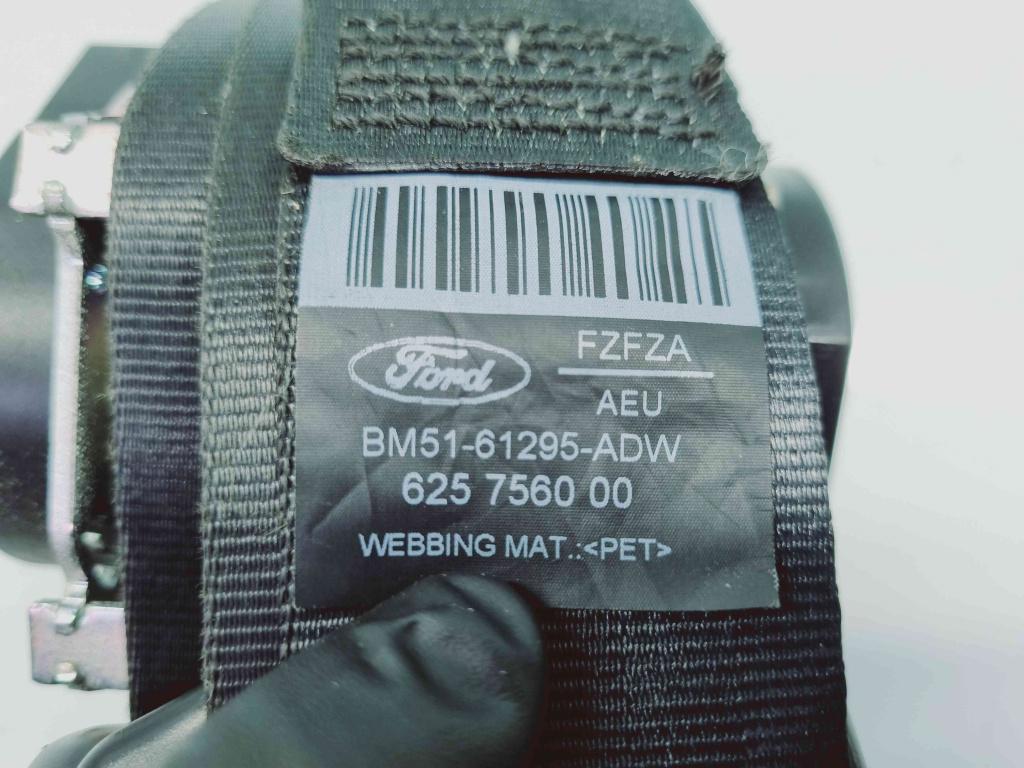 Ford
FZFZA
AEU
BM51-61295-ADW
625 7560 00
WEBBING MAT.:<PET>